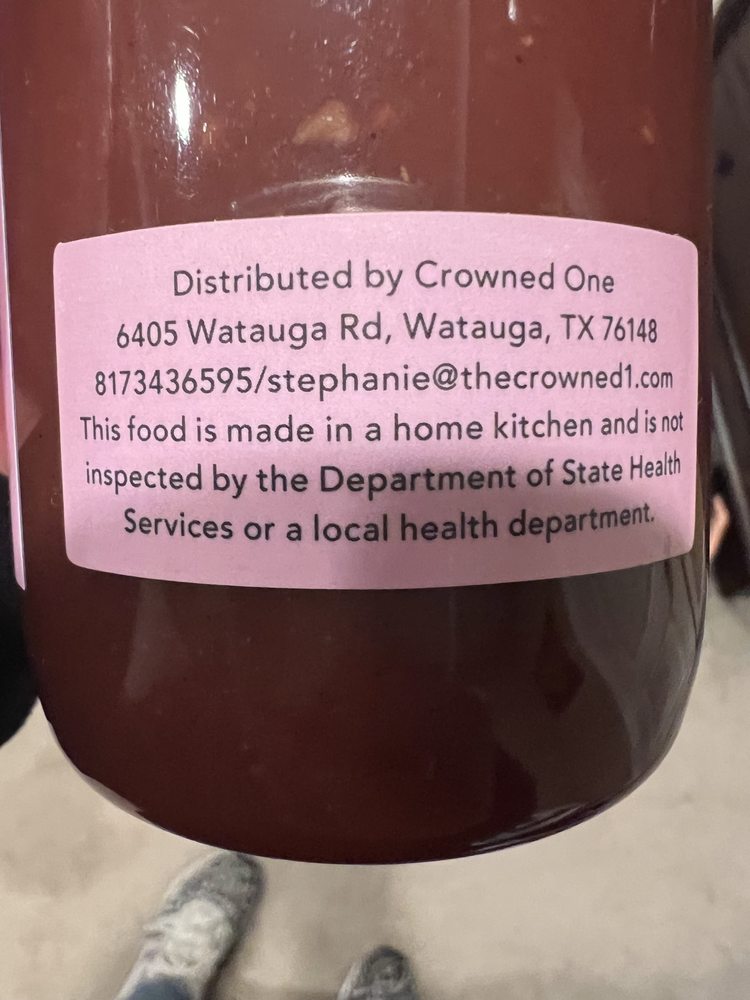 Distributed by Crowned One
6405 Watauga Rd, Watauga, TX 76148
8173436595/stephanie@thecrowned1.com
This food is made in a home kitchen and is not
inspected by the Department of State Health
Services or a local health department.